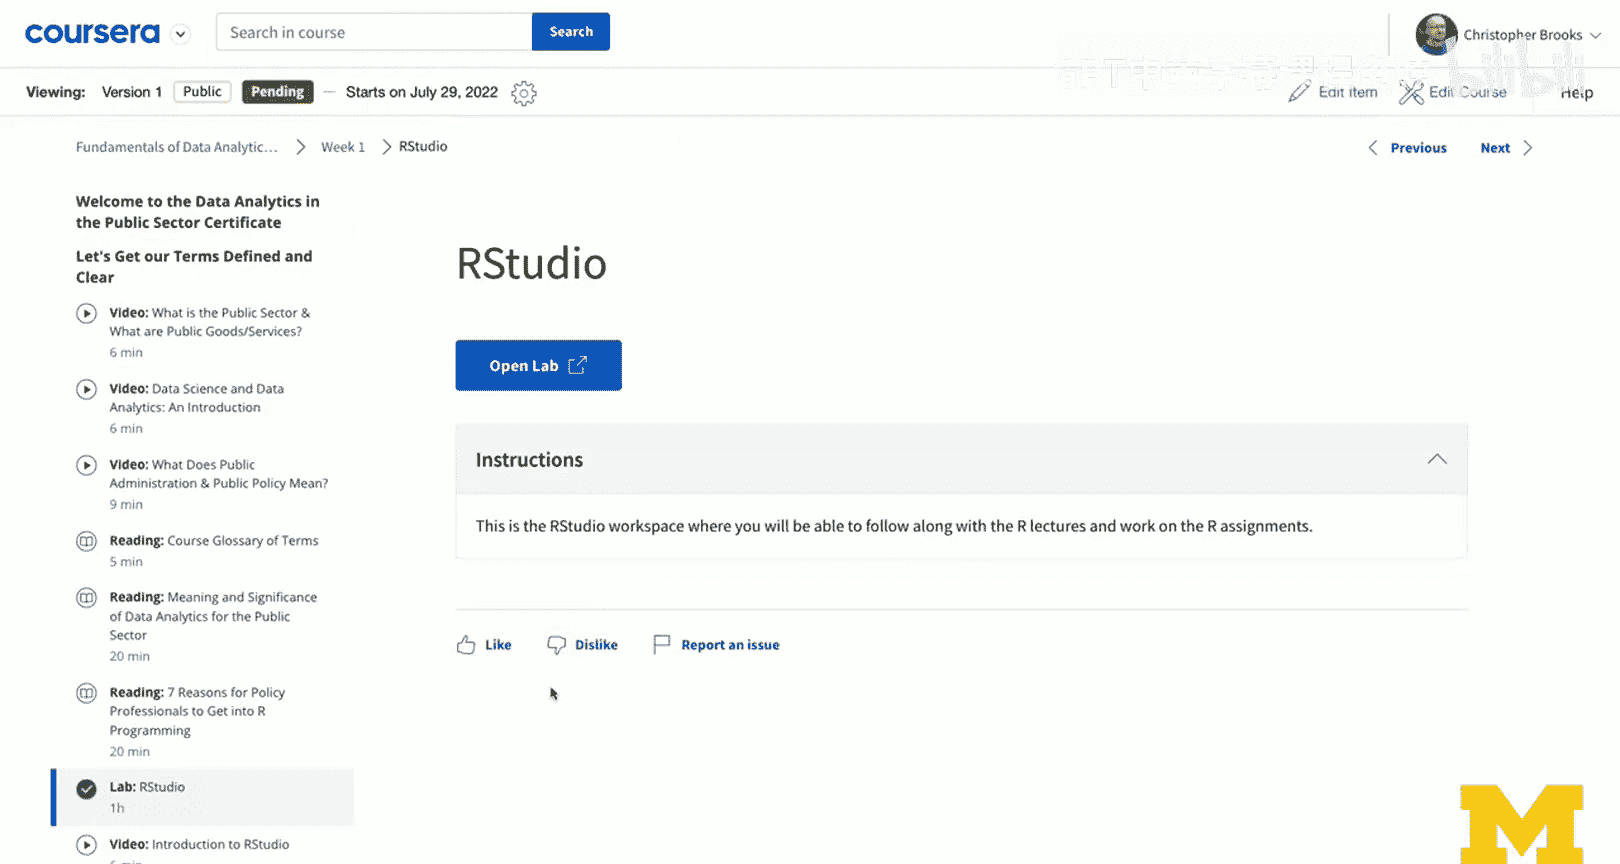 coursera
Search in course
Search
Christopher Brooks
Viewing: Version 1 Public Pending — Starts on July 29, 2022
Edit Item
Edit Course
Help
bilibili
Fundamentals of Data Analytic... > Week 1 > RStudio
Previous
Next
Welcome to the Data Analytics in
the Public Sector Certificate
Let's Get our Terms Defined and
Clear
Video: What is the Public Sector &
What are Public Goods/Services?
6 min
Video: Data Science and Data
Analytics: An Introduction
6 min
Video: What Does Public
Administration & Public Policy Mean?
9 min
Reading: Course Glossary of Terms
5 min
Reading: Meaning and Significance
of Data Analytics for the Public
Sector
20 min
Reading: 7 Reasons for Policy
Professionals to Get into R
Programming
20 min
Lab: RStudio
1h
Video: Introduction to RStudio
RStudio
Open Lab
Instructions
This is the RStudio workspace where you will be able to follow along with the R lectures and work on the R assignments.
Like
Dislike
Report an issue
M